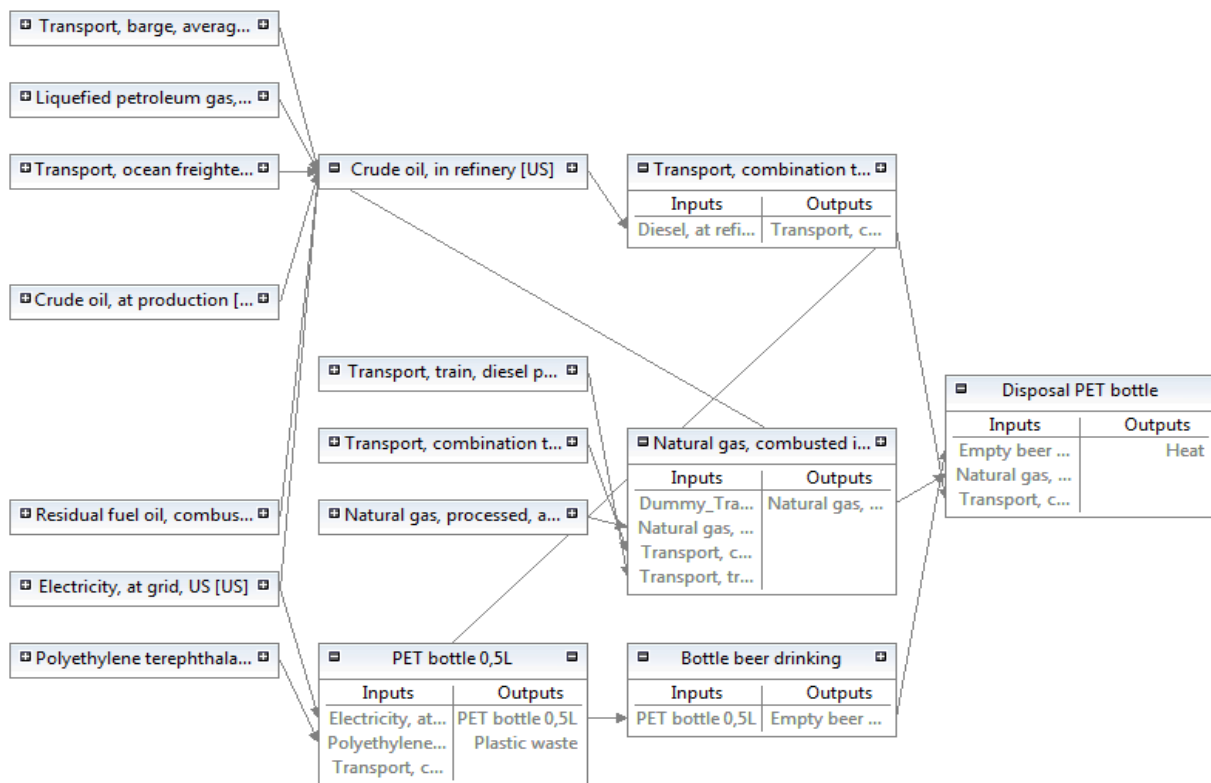 Transport, barge, averag...
Liquefied petroleum gas,...
Transport, ocean freighte...
Crude oil, in refinery [US]
Transport, combination t...
Inputs Outputs
Diesel, at refi... Transport, c...
Crude oil, at production [...
Transport, train, diesel p...
Disposal PET bottle
Inputs Outputs
Empty beer ... Heat
Natural gas, ...
Transport, c...
Transport, combination t...
Natural gas, combusted i...
Inputs Outputs
Dummy_Tra... Natural gas, ...
Natural gas, ...
Transport, c...
Transport, tr...
Residual fuel oil, combus...
Natural gas, processed, a...
Electricity, at grid, US [US]
Polyethylene terephthala...
PET bottle 0,5L
Inputs Outputs
Electricity, at... PET bottle 0,5L
Polyethylene... Plastic waste
Transport, c...
Bottle beer drinking
Inputs Outputs
PET bottle 0,5L Empty beer ...